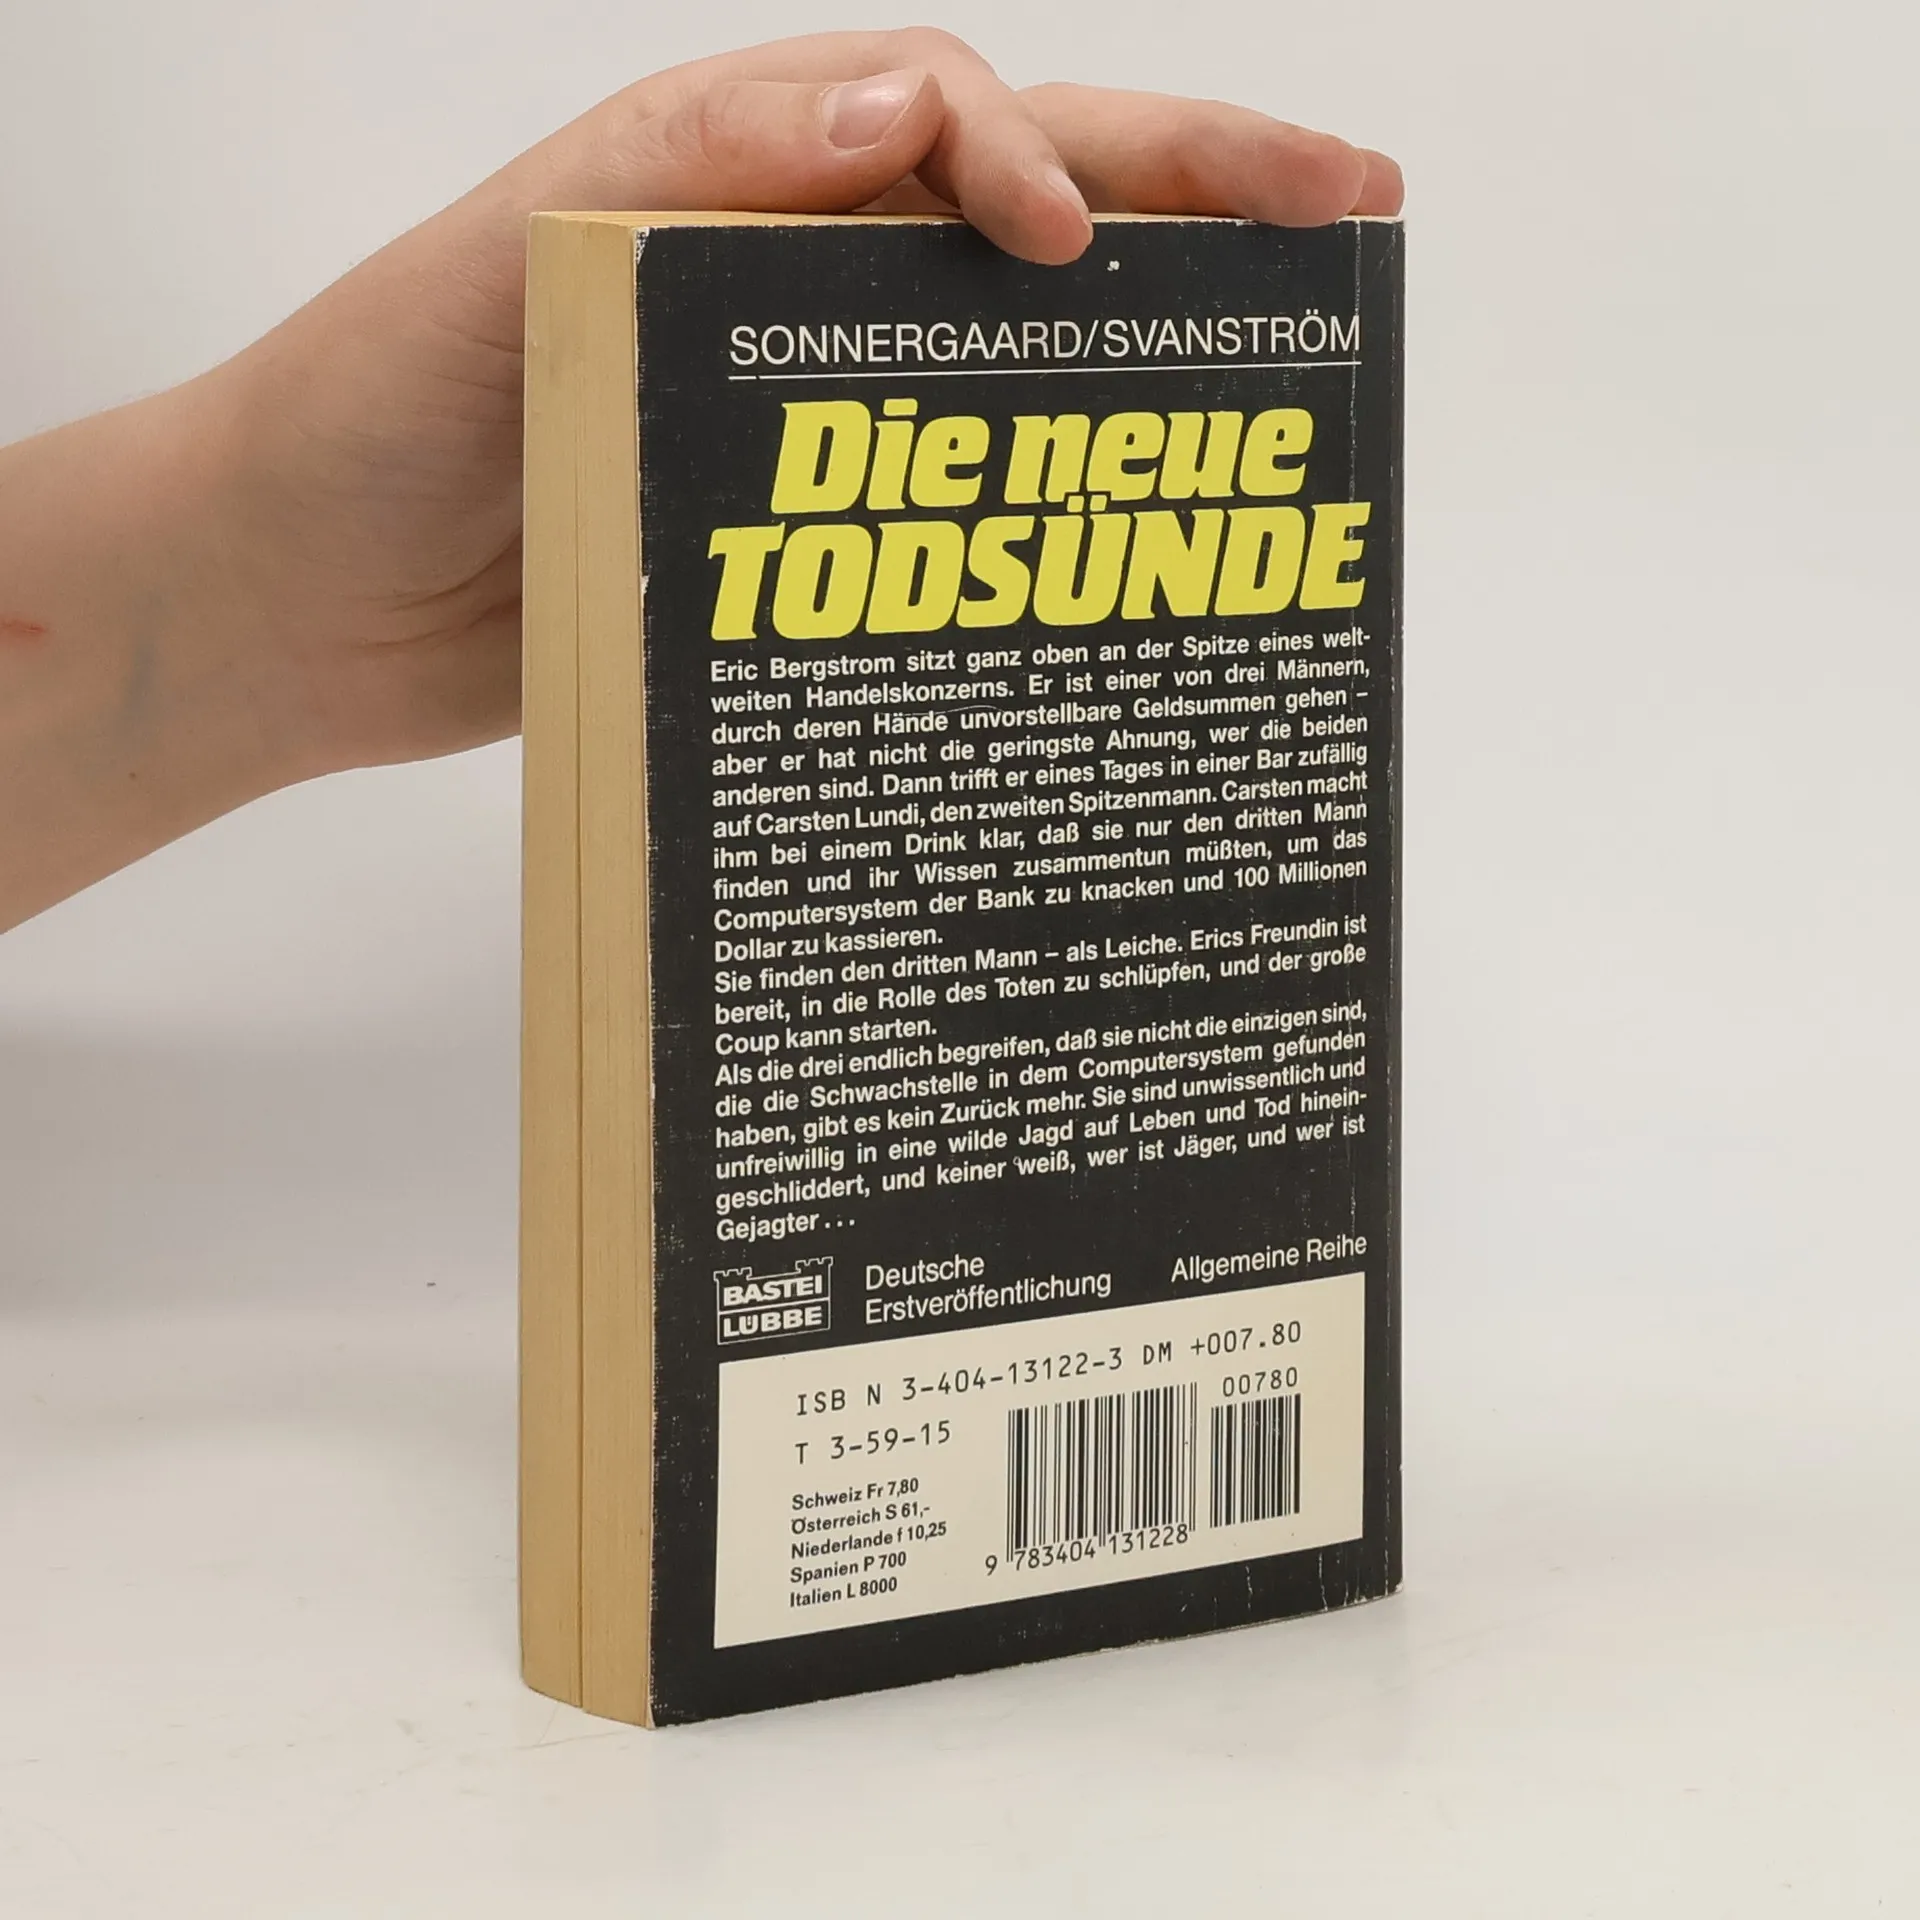 SONNERGAARD/SVANSTRÖM
Die neue
TODSÜNDE
Eric Bergstrom sitzt ganz oben an der Spitze eines welt-
weiten Handelskonzerns. Er ist einer von drei Männern,
durch deren Hände unvorstellbare Geldsummen gehen –
aber er hat nicht die geringste Ahnung, wer die beiden
anderen sind. Dann trifft er eines Tages in einer Bar zufällig
auf Carsten Lundi, den zweiten Spitzenmann. Carsten macht
ihm bei einem Drink klar, daß sie nur den dritten Mann
finden und ihr Wissen zusammentun müßten, um das
Computersystem der Bank zu knacken und 100 Millionen
Dollar zu kassieren.
Sie finden den dritten Mann – als Leiche. Erics Freundin ist
bereit, in die Rolle des Toten zu schlüpfen, und der große
Coup kann starten.
Als die drei endlich begreifen, daß sie nicht die einzigen sind,
die die Schwachstelle in dem Computersystem gefunden
haben, gibt es kein Zurück mehr. Sie sind unwissentlich und
unfreiwillig in eine wilde Jagd auf Leben und Tod hinein-
geschliddert, und keiner weiß, wer ist Jäger, und wer ist
Gejagter...
BASTEI
LÜBBE
Deutsche
Erstveröffentlichung
Allgemeine Reihe
ISB N 3-404-13122-3 DM +007.80
00780
T 3-59-15
Schweiz Fr 7,80
Österreich S 61,-
Niederlande f 10,25
Spanien P 700
Italien L 8000
9 783404 131228